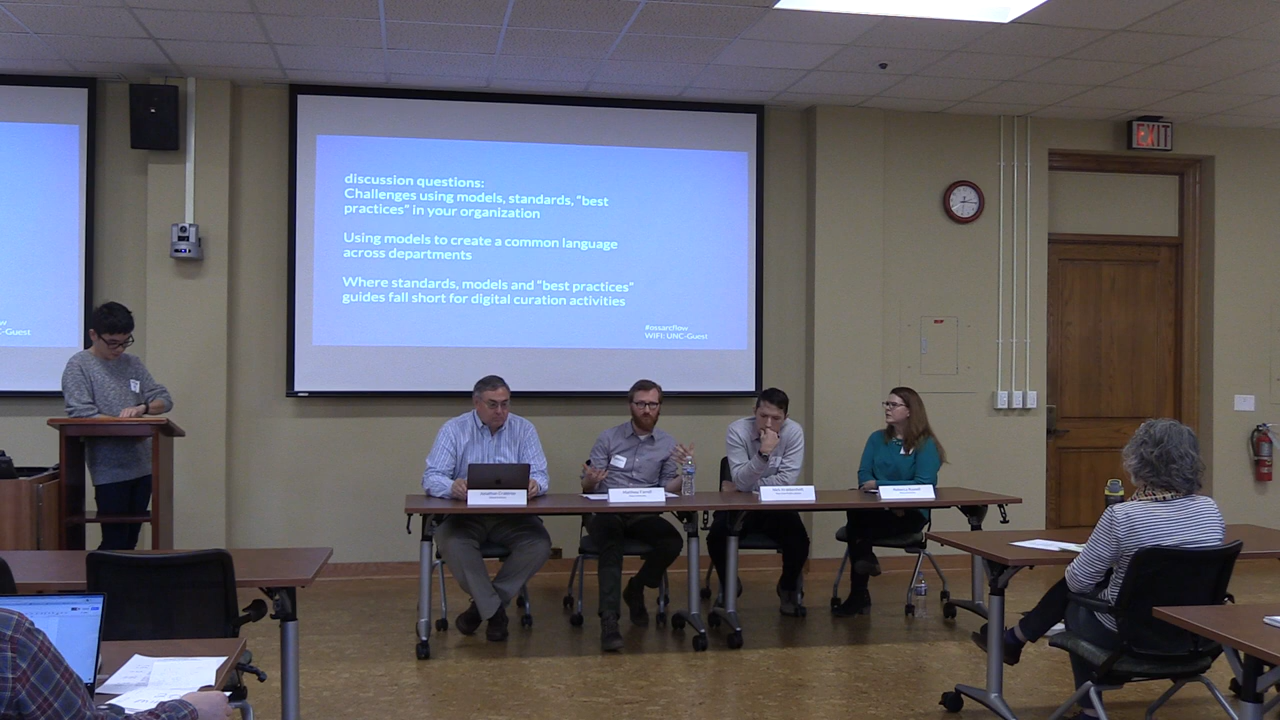 discussion questions:
Challenges using models, standards, "best
practices" in your organization
Using models to create a common language
across departments
Where standards, models and "best practices"
guides fall short for digital curation activities
#ossarcflow
WIFI: UNC-Guest
w
C-Guest
EXIT